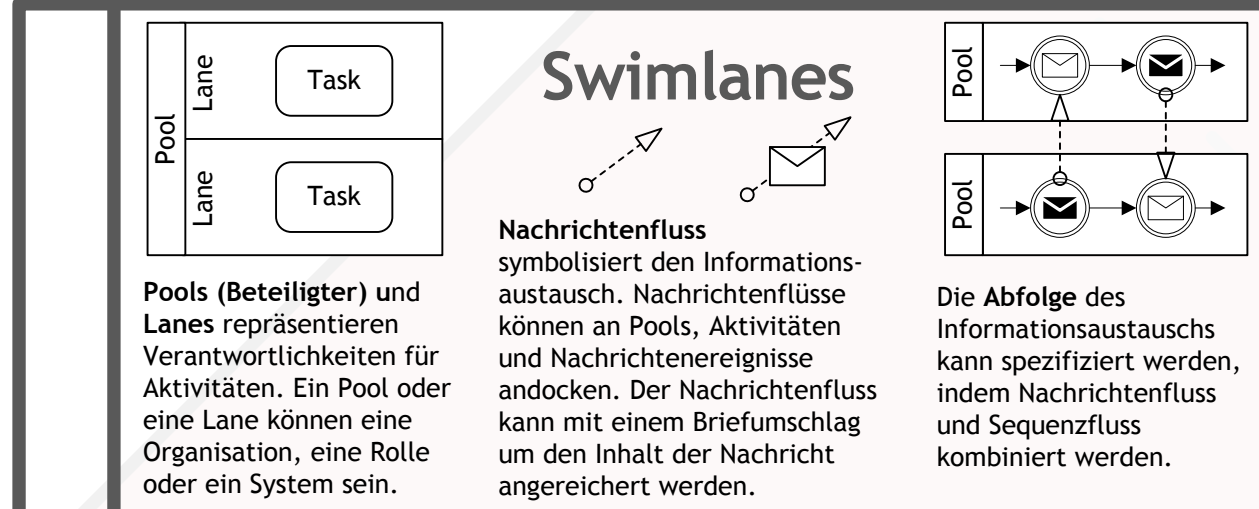 Swimlanes
Pool
Lane
Task
Lane
Task
Pools (Beteiligter) und
Lanes repräsentieren
Verantwortlichkeiten für
Aktivitäten. Ein Pool oder
eine Lane können eine
Organisation, eine Rolle
oder ein System sein.
Nachrichtenfluss
symbolisiert den Informations-
austausch. Nachrichtenflüsse
können an Pools, Aktivitäten
und Nachrichtenereignisse
andocken. Der Nachrichtenfluss
kann mit einem Briefumschlag
um den Inhalt der Nachricht
angereichert werden.
Pool
Pool
Die Abfolge des
Informationsaustauschs
kann spezifiziert werden,
indem Nachrichtenfluss
und Sequenzfluss
kombiniert werden.